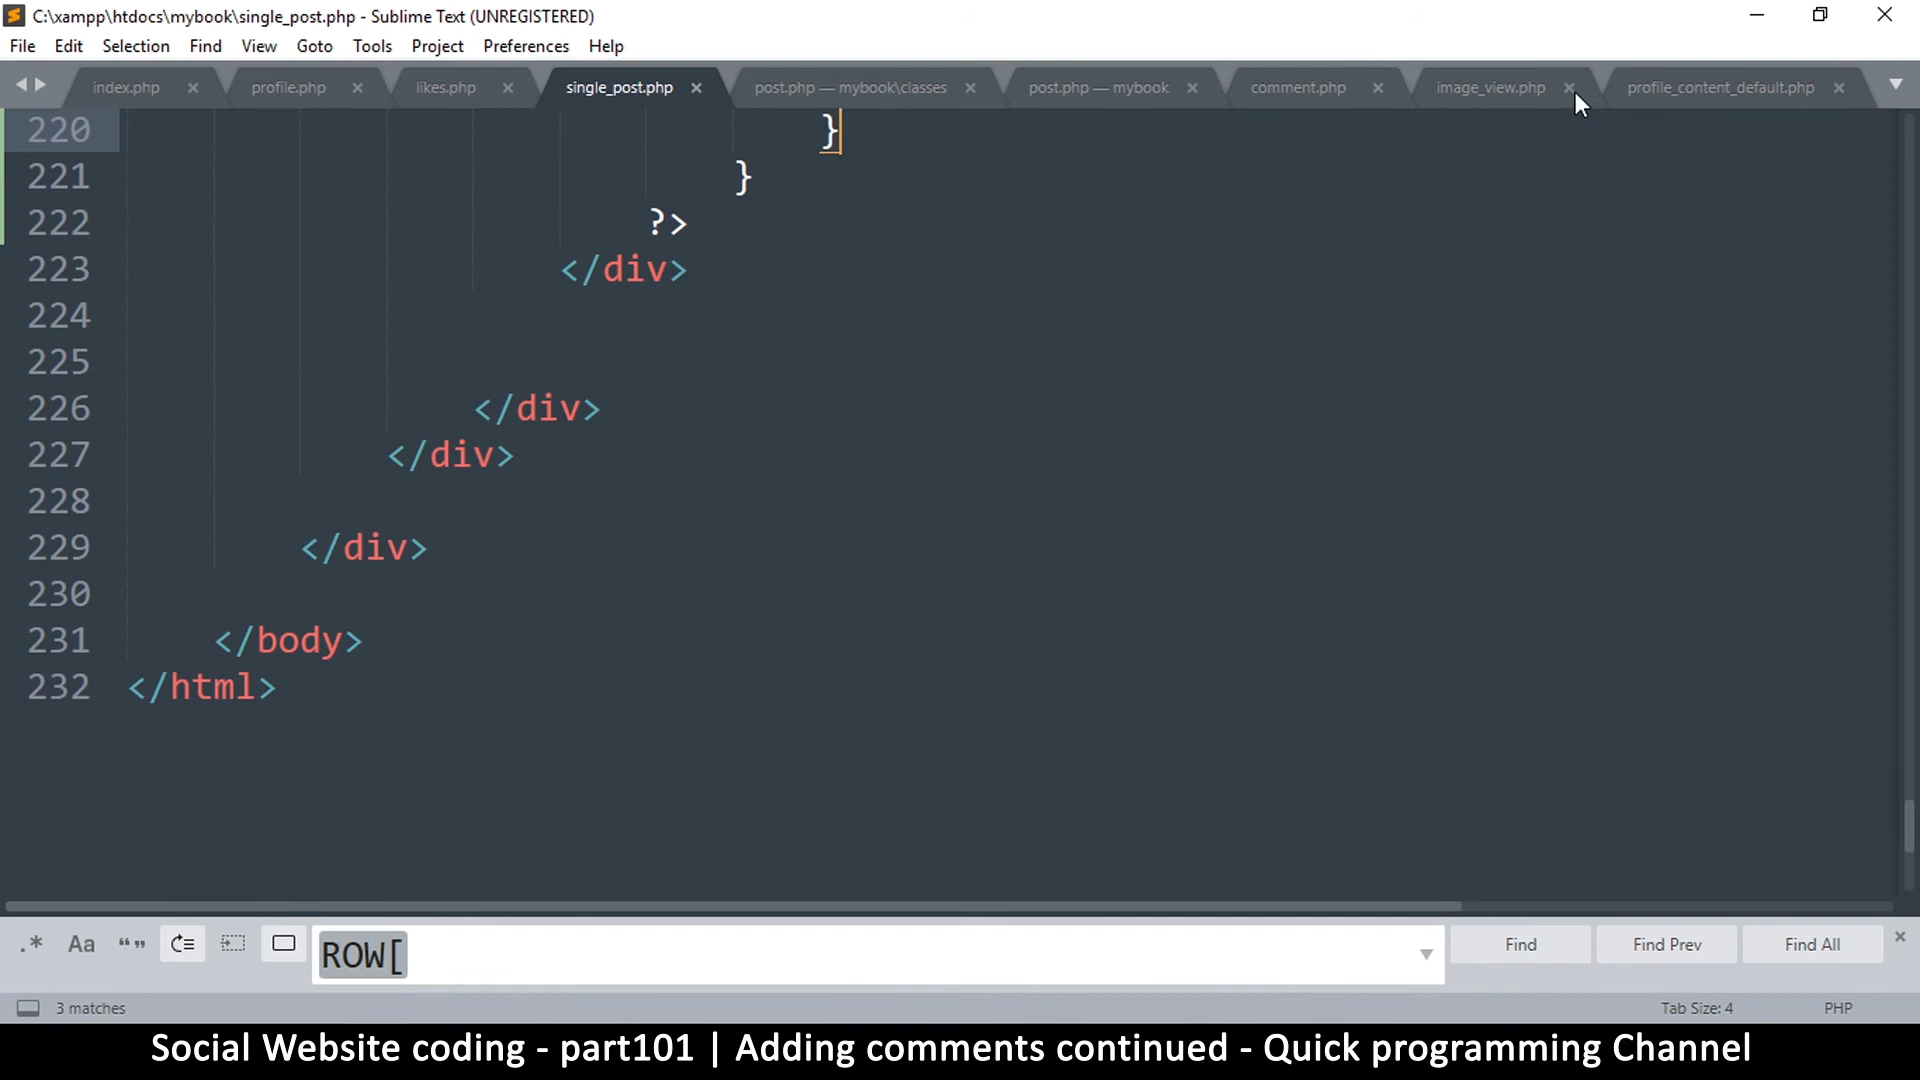 C:\xampp\htdocs\mybook\single_post.php - Sublime Text (UNREGISTERED)
File Edit Selection Find View Goto Tools Project Preferences Help
index.php profile.php likes.php single_post.php post.php — mybook\classes post.php — mybook comment.php image_view.php profile_content_default.php
220 }
221 }
222 ?>
223 </div>
224
225
226 </div>
227 </div>
228
229 </div>
230
231 </body>
232 </html>
.* Aa “” ROW[ Find Find Prev Find All
3 matches Tab Size: 4 PHP
Social Website coding - part101 | Adding comments continued - Quick programming Channel